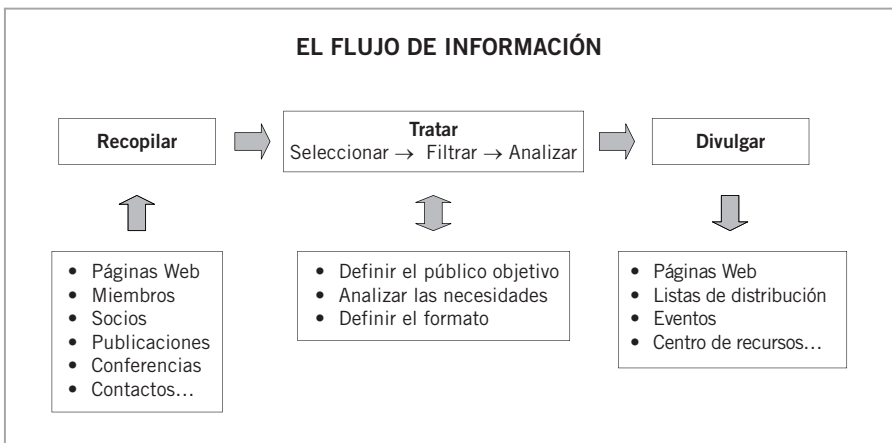 EL FLUJO DE INFORMACIÓN
Recopilar
Tratar
Seleccionar → Filtrar → Analizar
Divulgar
• Páginas Web
• Miembros
• Socios
• Publicaciones
• Conferencias
• Contactos…
• Definir el público objetivo
• Analizar las necesidades
• Definir el formato
• Páginas Web
• Listas de distribución
• Eventos
• Centro de recursos…